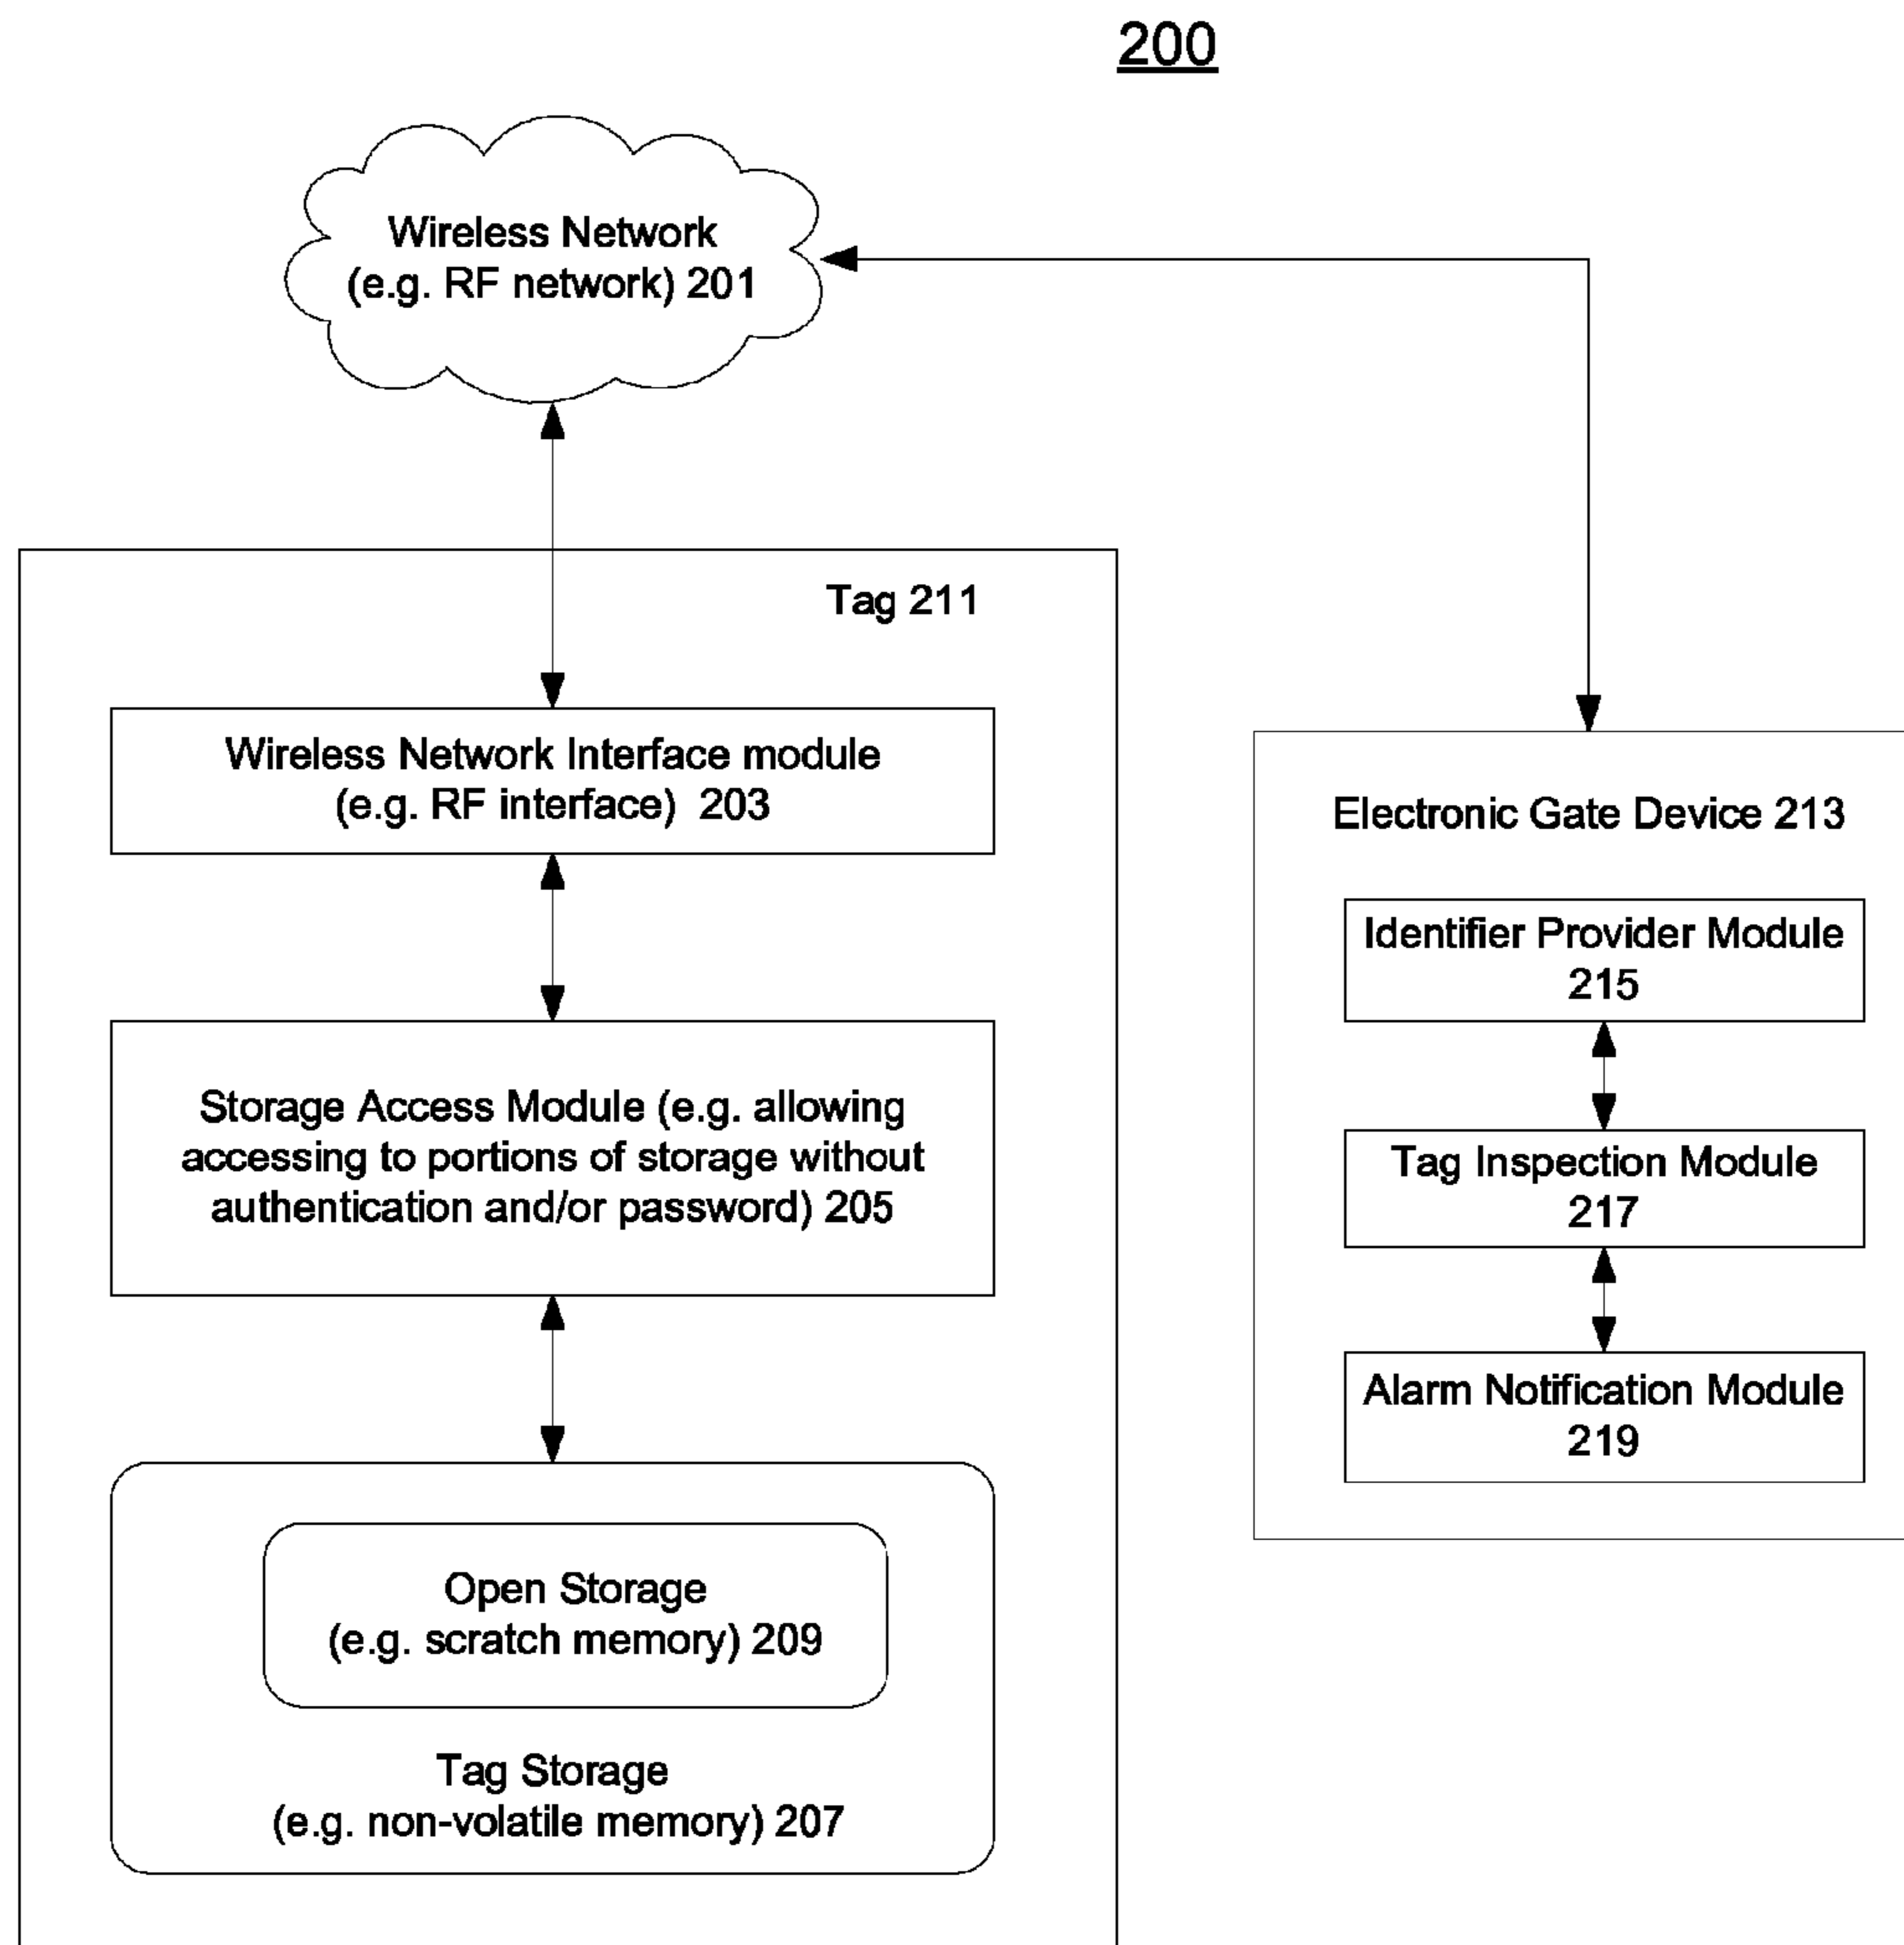 200
Wireless Network
(e.g. RF network) 201
Tag 211
Wireless Network Interface module
(e.g. RF interface) 203
Storage Access Module (e.g. allowing
accessing to portions of storage without
authentication and/or password) 205
Open Storage
(e.g. scratch memory) 209
Tag Storage
(e.g. non-volatile memory) 207
Electronic Gate Device 213
Identifier Provider Module
215
Tag Inspection Module
217
Alarm Notification Module
219